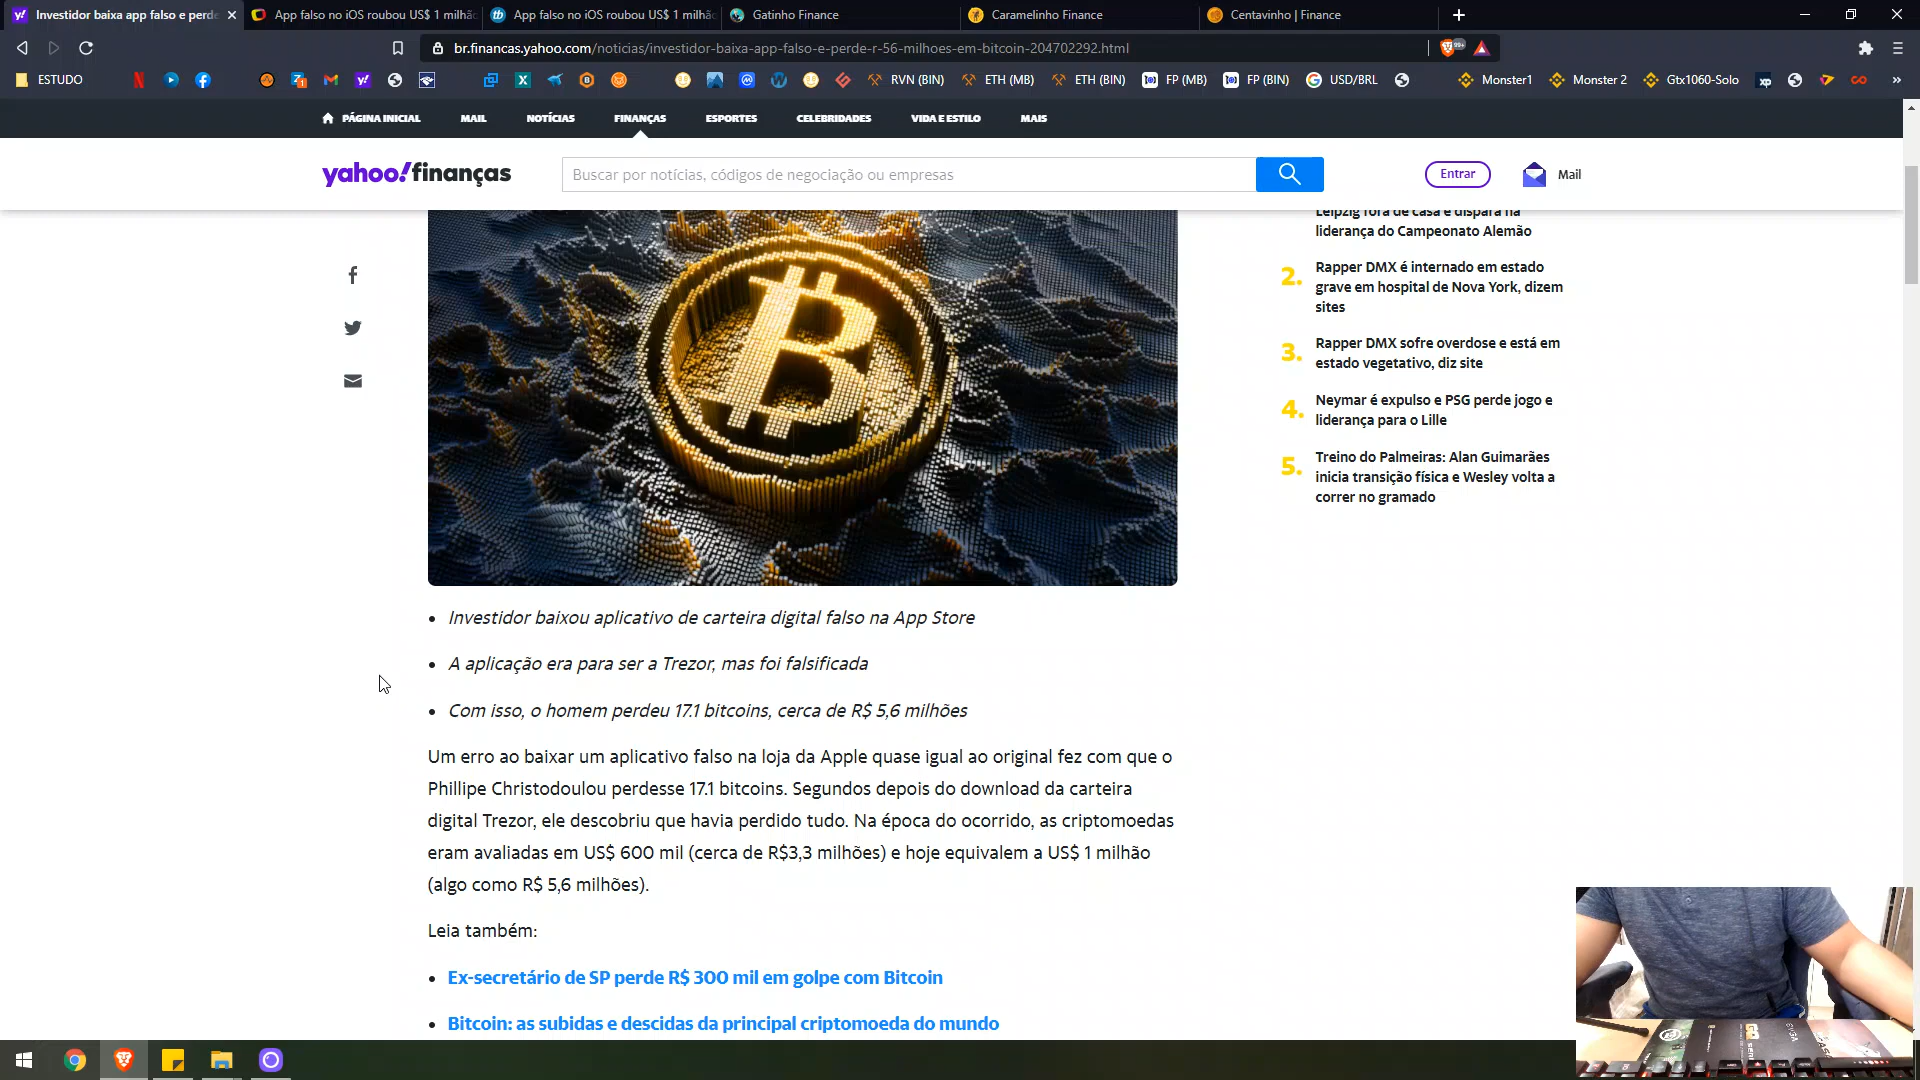 Investidor baixa app falso e perde
App falso no iOS roubou US$ 1 milhã
App falso no iOS roubou US$ 1 milhã
Gatinho Finance
Caramelinho Finance
Centavinho | Finance
br.financas.yahoo.com/noticias/investidor-baixa-app-falso-e-perde-r-56-milhoes-em-bitcoin-204702292.html
99+
ESTUDO
RVN (BIN)
ETH (MB)
ETH (BIN)
FP (MB)
FP (BIN)
USD/BRL
Monster1
Monster 2
Gtx1060-Solo
PÁGINA INICIAL
MAIL
NOTÍCIAS
FINANÇAS
ESPORTES
CELEBRIDADES
VIDA E ESTILO
MAIS
yahoo!finanças
Buscar por notícias, códigos de negociação ou empresas
Entrar
Mail
Leipzig fora de casa e dispara na
liderança do Campeonato Alemão
2. Rapper DMX é internado em estado
grave em hospital de Nova York, dizem
sites
3. Rapper DMX sofre overdose e está em
estado vegetativo, diz site
4. Neymar é expulso e PSG perde jogo e
liderança para o Lille
5. Treino do Palmeiras: Alan Guimarães
inicia transição física e Wesley volta a
correr no gramado
• Investidor baixou aplicativo de carteira digital falso na App Store
• A aplicação era para ser a Trezor, mas foi falsificada
• Com isso, o homem perdeu 17.1 bitcoins, cerca de R$ 5,6 milhões
Um erro ao baixar um aplicativo falso na loja da Apple quase igual ao original fez com que o
Phillipe Christodoulou perdesse 17.1 bitcoins. Segundos depois do download da carteira
digital Trezor, ele descobriu que havia perdido tudo. Na época do ocorrido, as criptomoedas
eram avaliadas em US$ 600 mil (cerca de R$3,3 milhões) e hoje equivalem a US$ 1 milhão
(algo como R$ 5,6 milhões).
Leia também:
• Ex-secretário de SP perde R$ 300 mil em golpe com Bitcoin
• Bitcoin: as subidas e descidas da principal criptomoeda do mundo